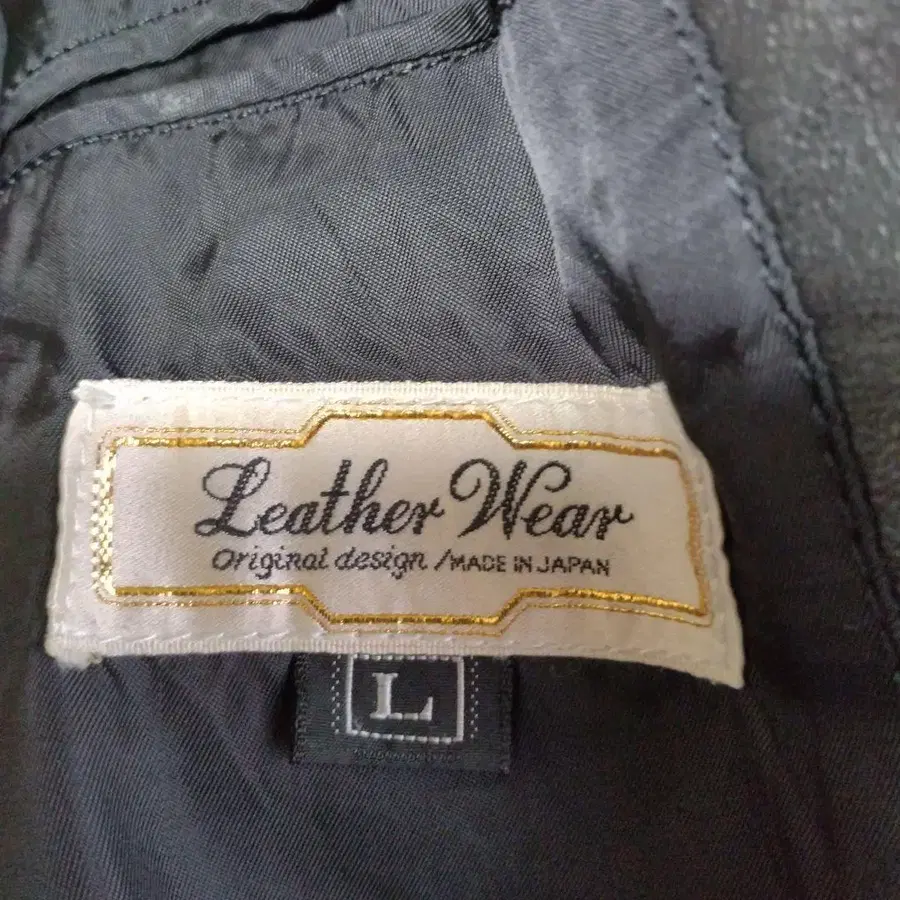 Leather Wear
Original design /MADE IN JAPAN
L